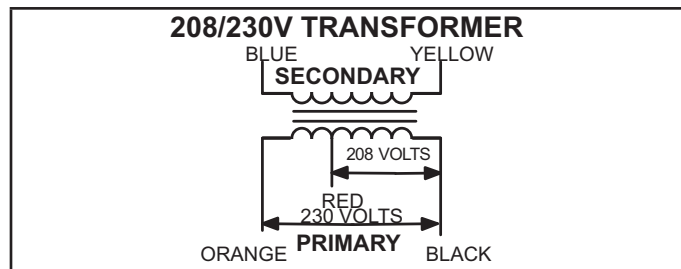 208/230V TRANSFORMER
BLUE YELLOW
SECONDARY
208 VOLTS
RED
230 VOLTS
PRIMARY
ORANGE BLACK